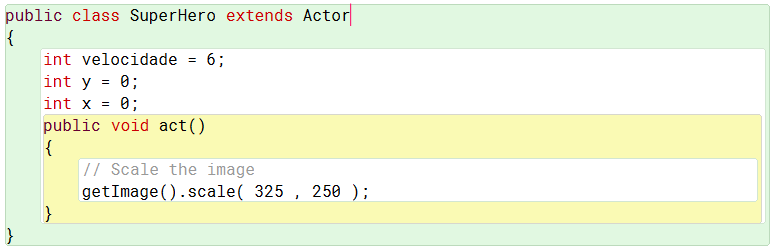 public class SuperHero extends Actor
{
int velocidade = 6;
int y = 0;
int x = 0;
public void act()
{
// Scale the image
getImage().scale( 325 , 250 );
}
}